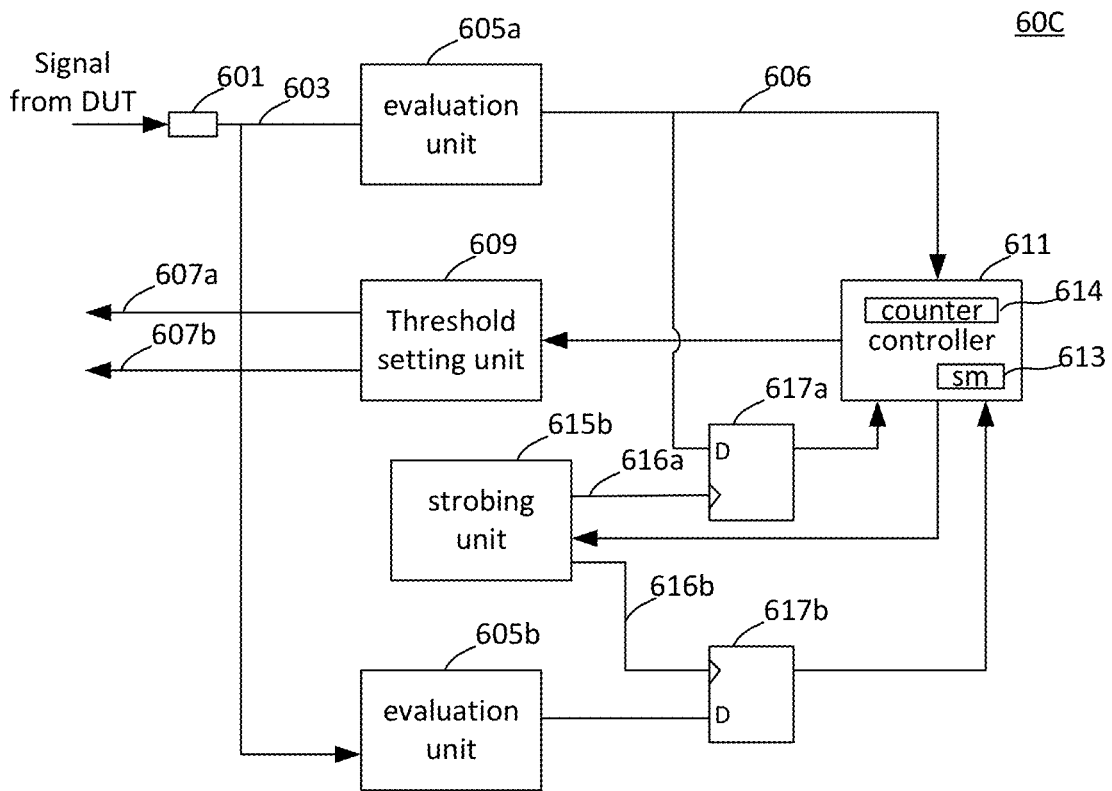 60C
605a
Signal
from DUT
601
603
evaluation
unit
606
609
611
607a
607b
Threshold
setting unit
counter
614
controller
sm
613
617a
615b
616a
D
strobing
unit
616b
617b
605b
evaluation
unit
D